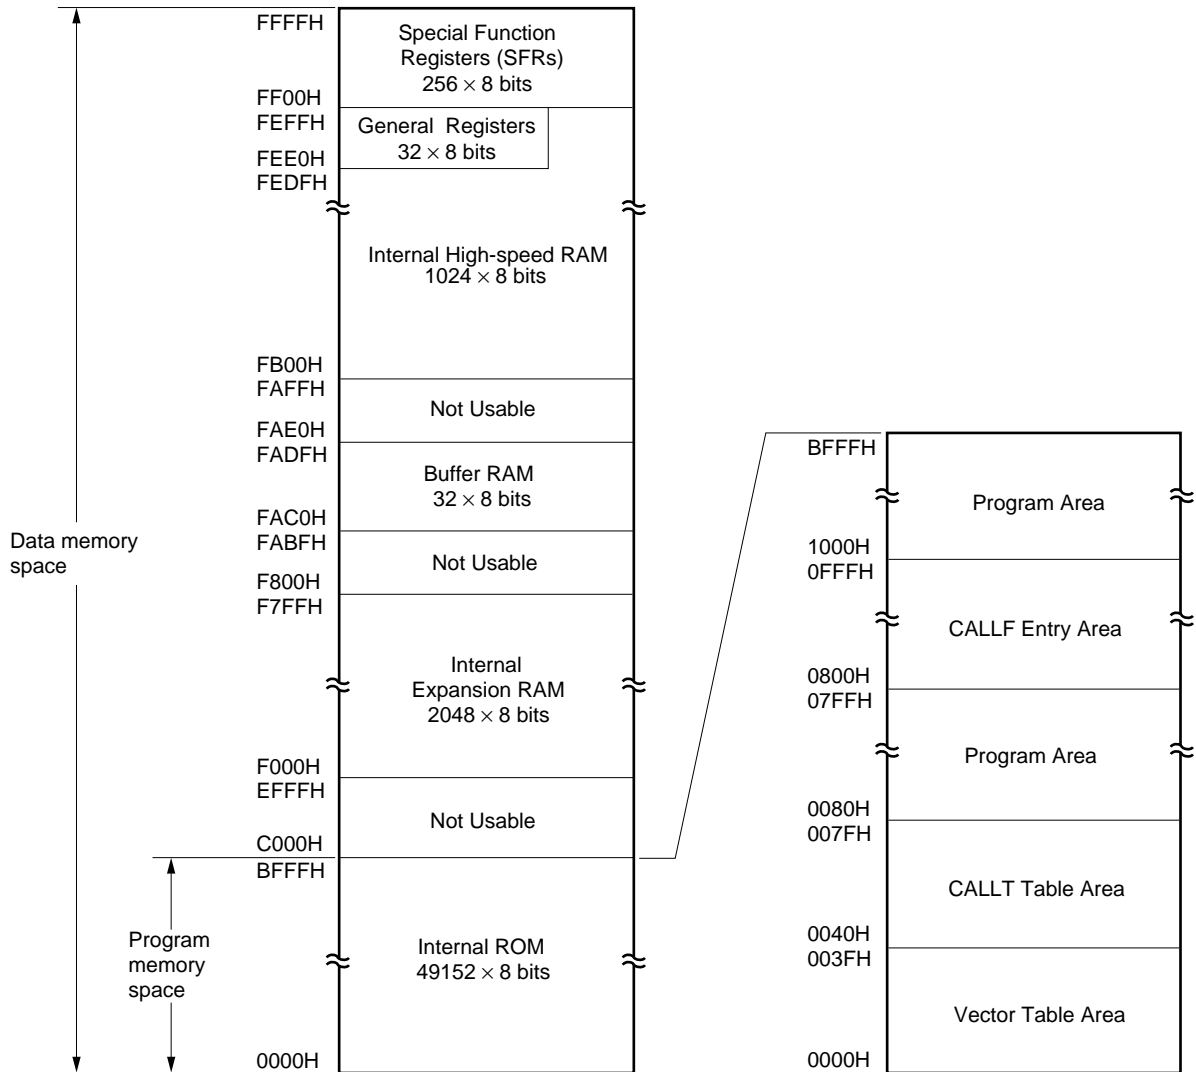 FFFFH
Special Function
Registers (SFRs)
256 × 8 bits
FF00H
FEFFH
General Registers
32 × 8 bits
FEE0H
FEDFH
Internal High-speed RAM
1024 × 8 bits
FB00H
FAFFH
Not Usable
FAE0H
FADFH
Buffer RAM
32 × 8 bits
FAC0H
FABFH
Not Usable
F800H
F7FFH
Internal
Expansion RAM
2048 × 8 bits
F000H
EFFFH
Not Usable
C000H
BFFFH
Internal ROM
49152 × 8 bits
0000H
Data memory
space
Program
memory
space
BFFFH
Program Area
1000H
0FFFH
CALLF Entry Area
0800H
07FFH
Program Area
0080H
007FH
CALLT Table Area
0040H
003FH
Vector Table Area
0000H